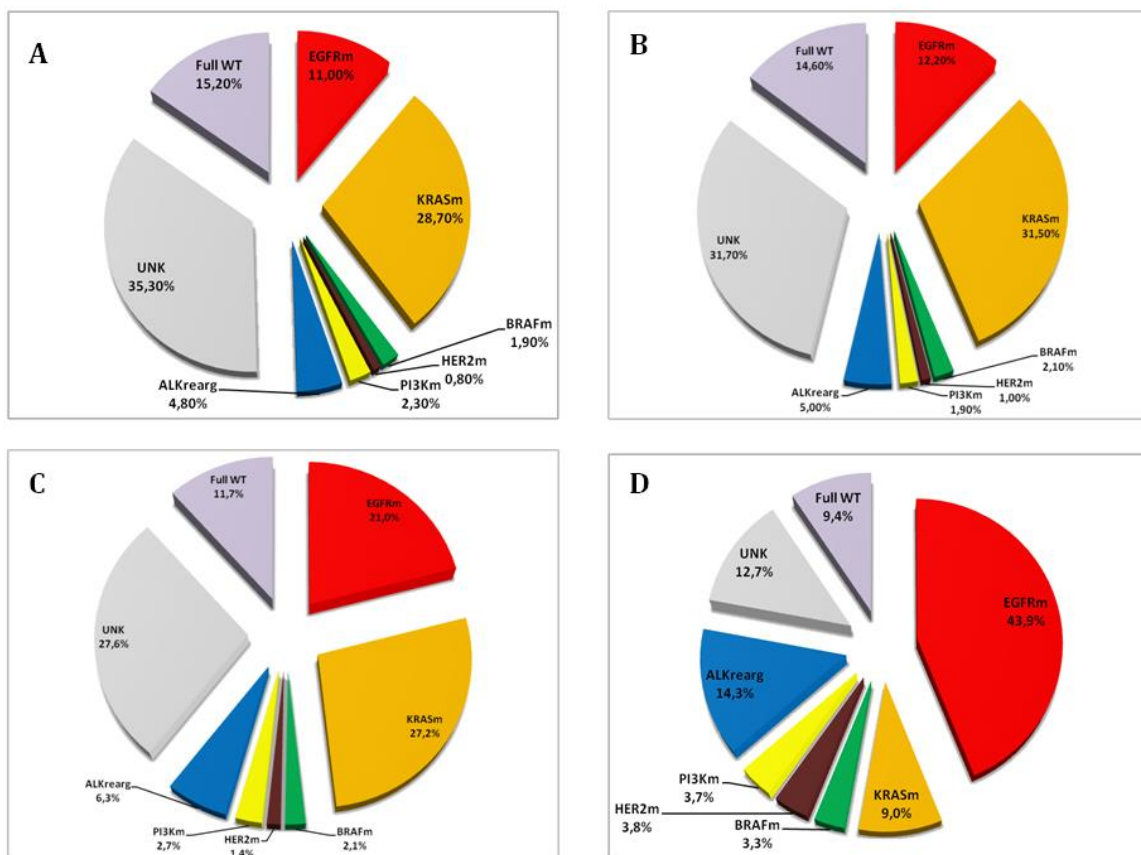 A
Full WT
15,20%
EGFRm
11,00%
KRASm
28,70%
BRAFm
1,90%
HER2m
0,80%
PI3Km
2,30%
ALKrearg
4,80%
UNK
35,30%
B
Full WT
14,60%
EGFRm
12,20%
KRASm
31,50%
BRAFm
2,10%
HER2m
1,00%
PI3Km
1,90%
ALKrearg
5,00%
UNK
31,70%
C
Full WT
11,7%
EGFRm
21,0%
KRASm
27,2%
BRAFm
2,1%
HER2m
1,4%
PI3Km
2,7%
ALKrearg
6,3%
UNK
27,6%
D
Full WT
9,4%
EGFRm
43,9%
KRASm
9,0%
BRAFm
3,3%
HER2m
3,8%
PI3Km
3,7%
ALKrearg
14,3%
UNK
12,7%